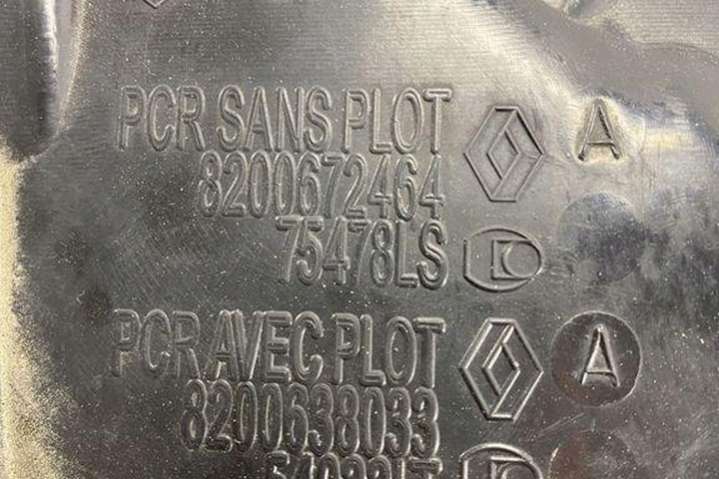 PCR SANS PLOT
8200672464 A
75478LS
PCR AVEC PLOT
8200638033 A